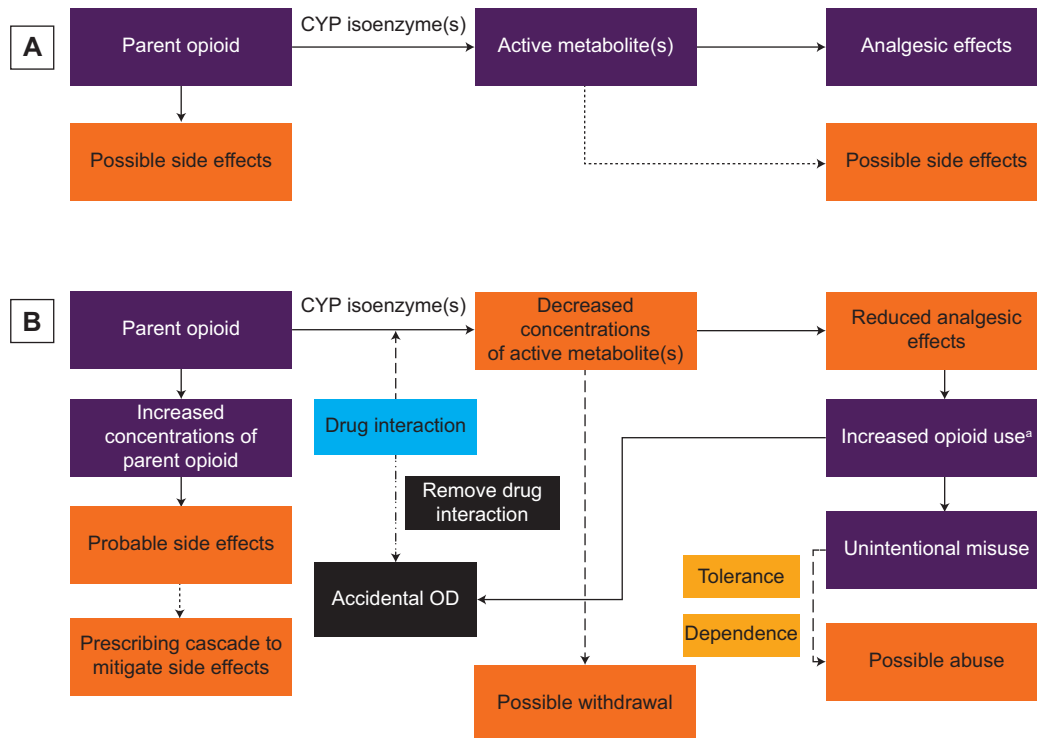 A
Parent opioid
CYP isoenzyme(s)
Active metabolite(s)
Analgesic effects
Possible side effects
Possible side effects
B
Parent opioid
CYP isoenzyme(s)
Decreased
concentrations
of active metabolite(s)
Reduced analgesic
effects
Increased
concentrations of
parent opioid
Drug interaction
Increased opioid useᵃ
Remove drug
interaction
Probable side effects
Unintentional misuse
Tolerance
Accidental OD
Dependence
Prescribing cascade to
mitigate side effects
Possible abuse
Possible withdrawal